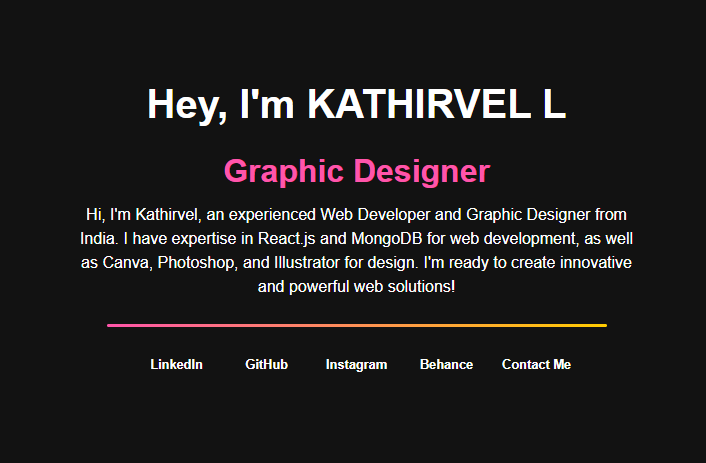 Hey, I'm KATHIRVEL L
Graphic Designer
Hi, I'm Kathirvel, an experienced Web Developer and Graphic Designer from
India. I have expertise in React.js and MongoDB for web development, as well
as Canva, Photoshop, and Illustrator for design. I'm ready to create innovative
and powerful web solutions!
LinkedIn GitHub Instagram Behance Contact Me